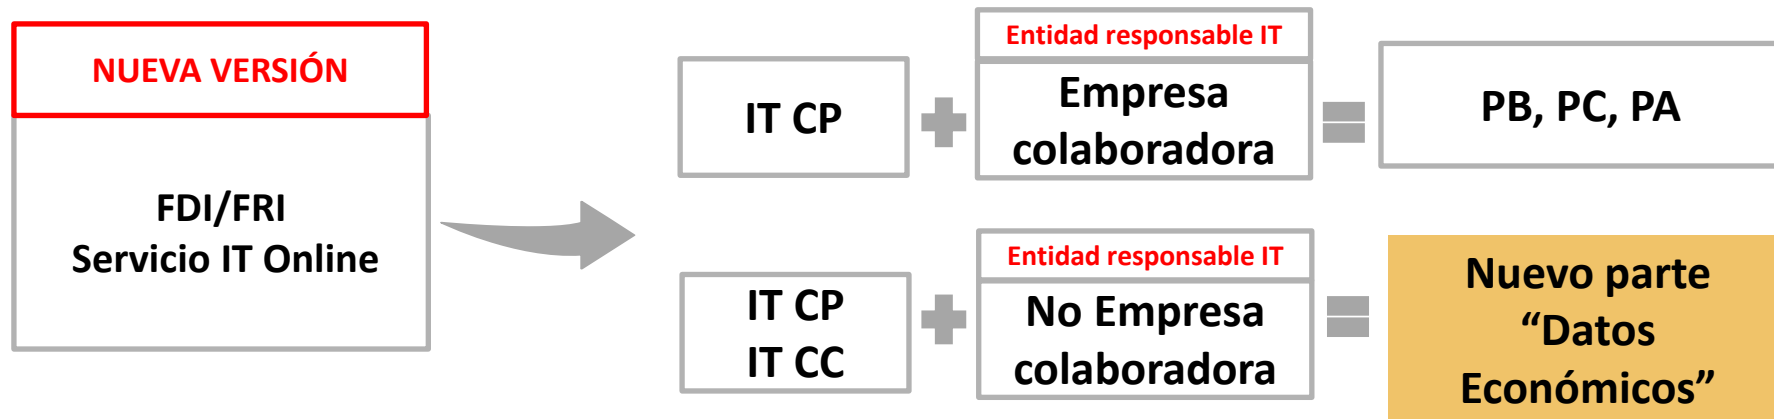 NUEVA VERSIÓN
FDI/FRI
Servicio IT Online
IT CP
Entidad responsable IT
Empresa
colaboradora
PB, PC, PA
IT CP
IT CC
Entidad responsable IT
No Empresa
colaboradora
Nuevo parte
“Datos
Económicos”